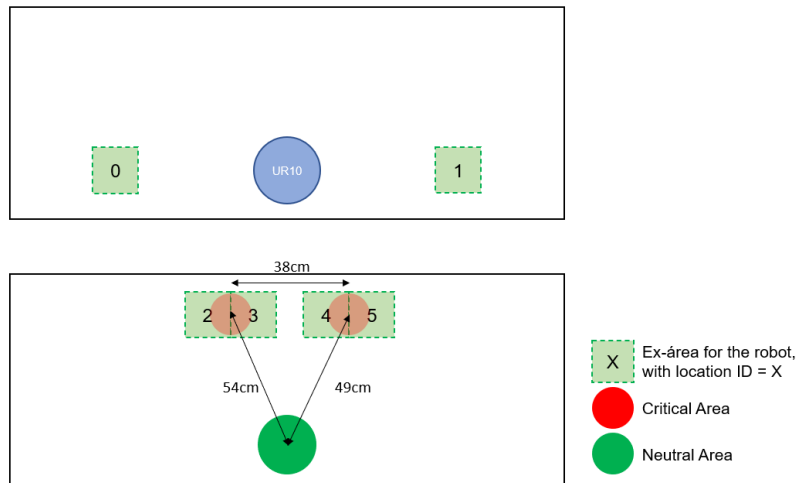 0
UR10
1
38cm
2
3
4
5
54cm
49cm
X
Ex-área for the robot,
with location ID = X
Critical Area
Neutral Area